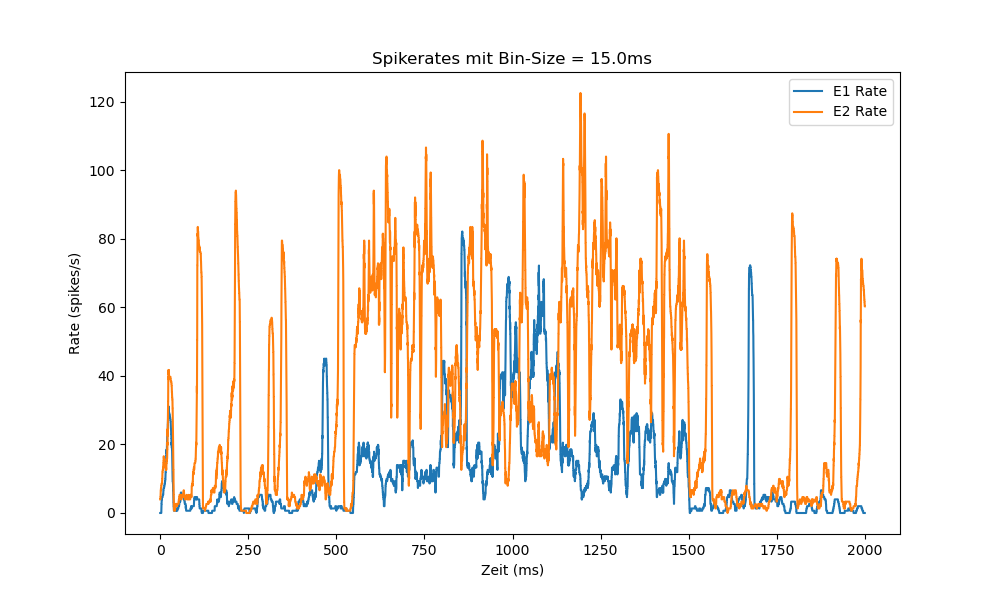 Spikerates mit Bin-Size = 15.0ms
E1 Rate
E2 Rate
Rate (spikes/s)
120
100
80
60
40
20
0
0 250 500 750 1000 1250 1500 1750 2000
Zeit (ms)